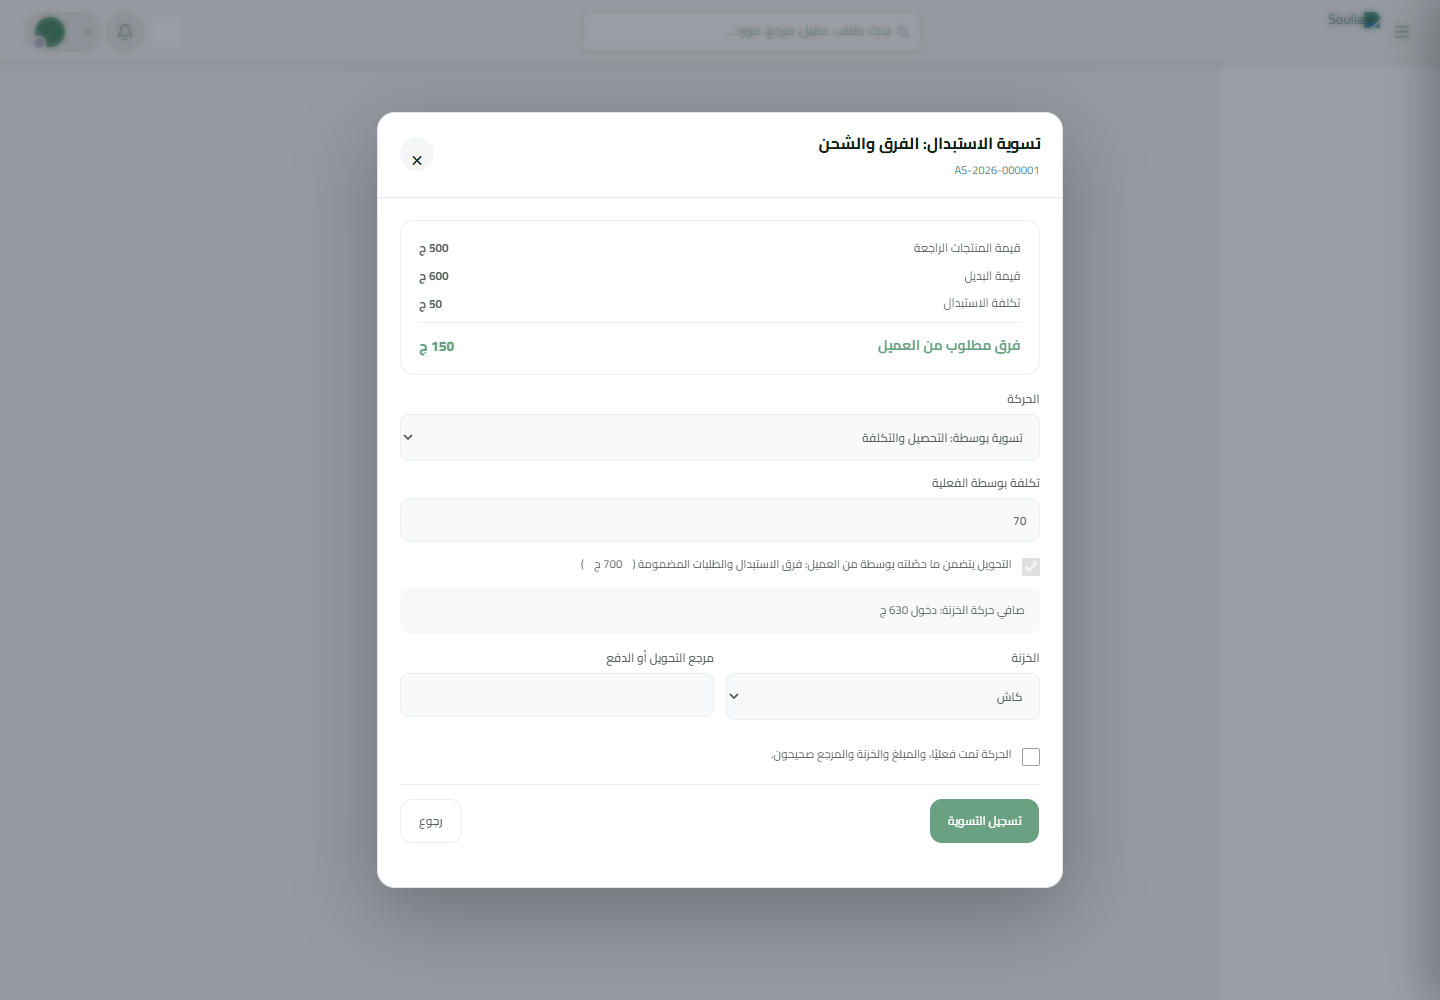 Soulia
بحث: صنف، عميل، مرجع، مورد...
تسوية الاستبدال: الفرق والشحن
AS-2026-000001
×
قيمة المنتجات الراجعة 500 ج
قيمة البديل 600 ج
تكلفة الاستبدال 50 ج
فرق مطلوب من العميل 150 ج
الحركة
تسوية بوسطة: التحصيل والتكلفة
تكلفة بوسطة الفعلية
70
التحويل يتضمن ما حصّلته بوسطة من العميل: فرق الاستبدال والطلبات المضمومة ( 700 ج )
صافي حركة الخزنة: دخول 630 ج
الخزنة مرجع التحويل أو الدفع
كاش
الحركة تمت فعليًا، والمبلغ والخزنة والمرجع صحيحون.
تسجيل التسوية رجوع